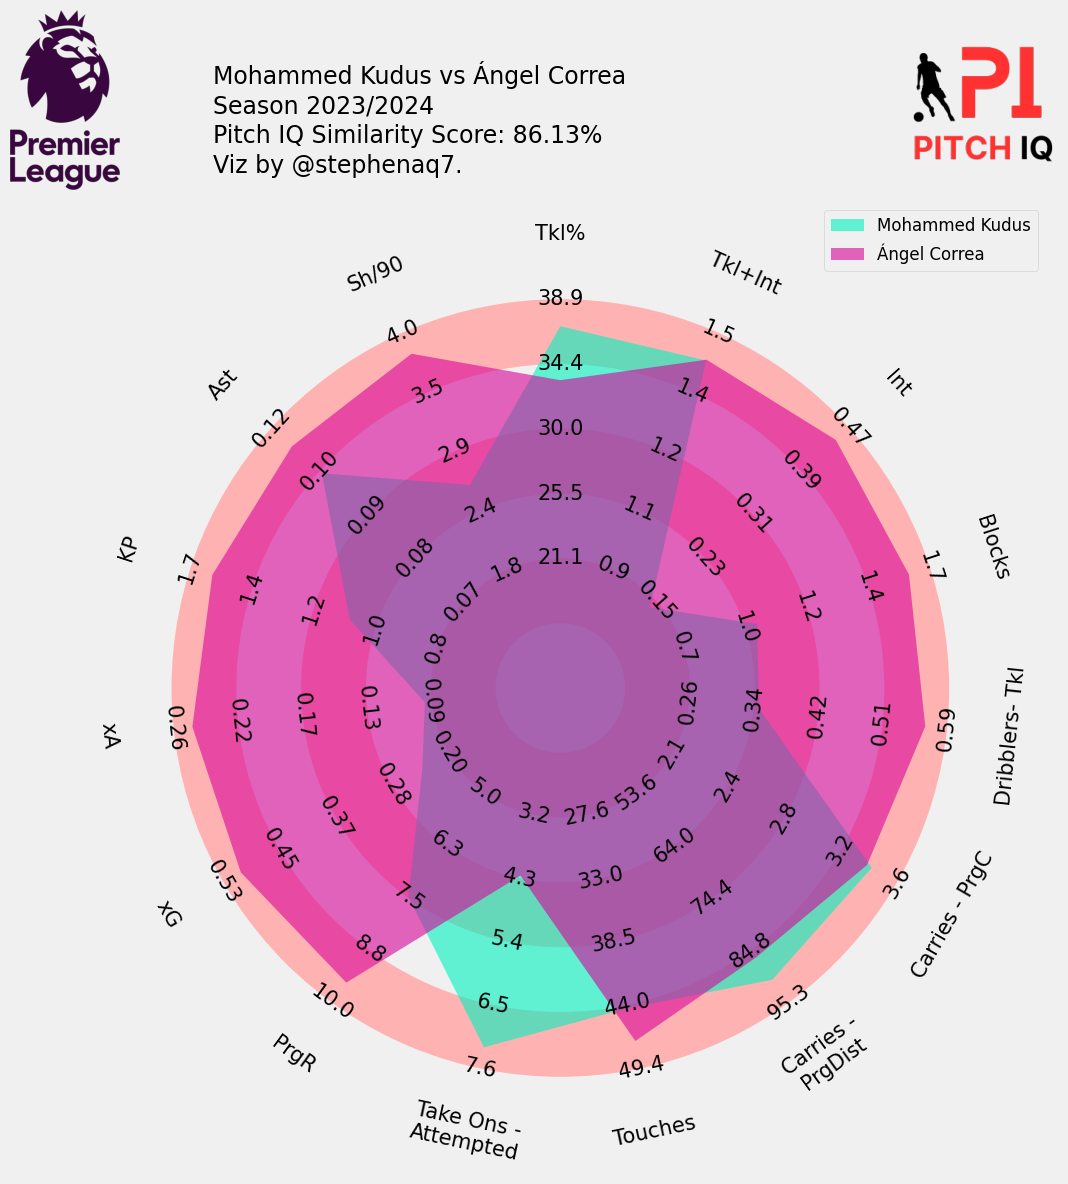 Mohammed Kudus vs Ángel Correa
Season 2023/2024
Pitch IQ Similarity Score: 86.13%
Viz by @stephenaq7.
Premier
League
PI
PITCH IQ
Mohammed Kudus
Ángel Correa
Tkl%
38.9
34.4
30.0
25.5
21.1
Tkl+Int
1.5
1.4
1.2
1.1
0.9
Int
0.47
0.39
0.31
0.23
0.15
Blocks
1.7
1.4
1.2
1.0
0.7
Dribblers- Tkl
0.59
0.51
0.42
0.34
0.26
Carries - PrgC
3.6
3.2
2.8
2.4
2.1
Carries -
PrgDist
95.3
84.8
74.4
64.0
53.6
Touches
49.4
44.0
38.5
33.0
27.6
Take Ons -
Attempted
7.6
6.5
5.4
4.3
3.2
PrgR
10.0
8.8
7.5
6.3
5.0
xG
0.53
0.45
0.37
0.28
0.20
xA
0.26
0.22
0.17
0.13
0.09
KP
1.7
1.4
1.2
1.0
0.8
Ast
0.12
0.10
0.09
0.08
0.07
Sh/90
4.0
3.5
2.9
2.4
1.8